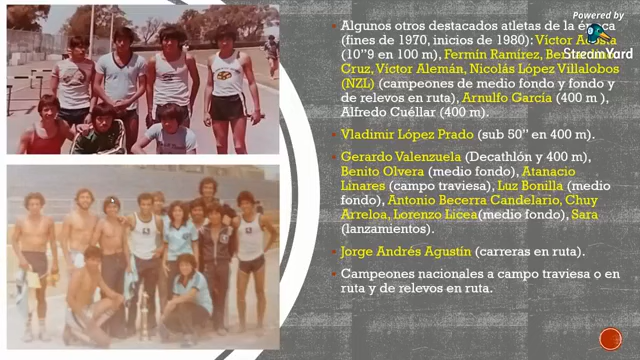 Powered by
StreamYard
Algunos otros destacados atletas de la época
(fines de 1970, inicios de 1980): Víctor Acosta
(10''9 en 100 m), Fermín Ramírez,
Cruz, Víctor Alemán, Nicolás López Villalobos
(NZL) (campeones de medio fondo y fondo y
de relevos en ruta), Arnulfo García (400 m ),
Alfredo Cuéllar (400 m).
Vladimir López Prado (sub 50'' en 400 m).
Gerardo Valenzuela (Decathlón y 400 m),
Benito Olvera (medio fondo), Atanacio
Linares (campo traviesa), Luz Bonilla (medio
fondo), Antonio Becerra Candelario, Chuy
Arreloa, Lorenzo Licea(medio fondo), Sara
(lanzamientos).
Jorge Andrés Agustín (carreras en ruta).
Campeones nacionales a campo traviesa o en
ruta y de relevos en ruta.